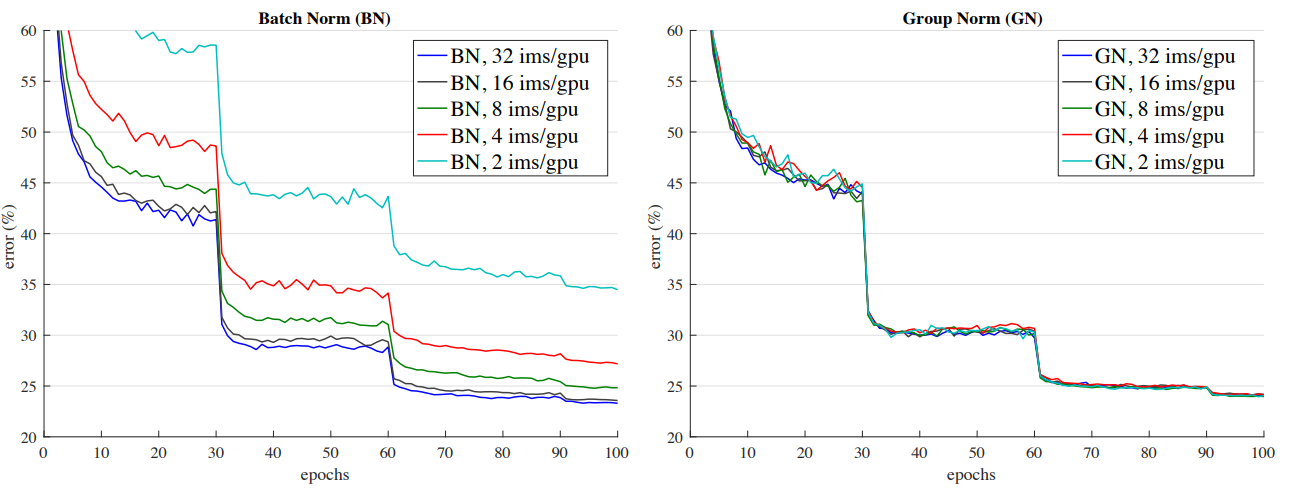 Batch Norm (BN)
60
55
50
45
40
35
30
25
20
error (%)
BN, 32 ims/gpu
BN, 16 ims/gpu
BN, 8 ims/gpu
BN, 4 ims/gpu
BN, 2 ims/gpu
0 10 20 30 40 50 60 70 80 90 100
epochs
Group Norm (GN)
60
55
50
45
40
35
30
25
20
error (%)
GN, 32 ims/gpu
GN, 16 ims/gpu
GN, 8 ims/gpu
GN, 4 ims/gpu
GN, 2 ims/gpu
0 10 20 30 40 50 60 70 80 90 100
epochs